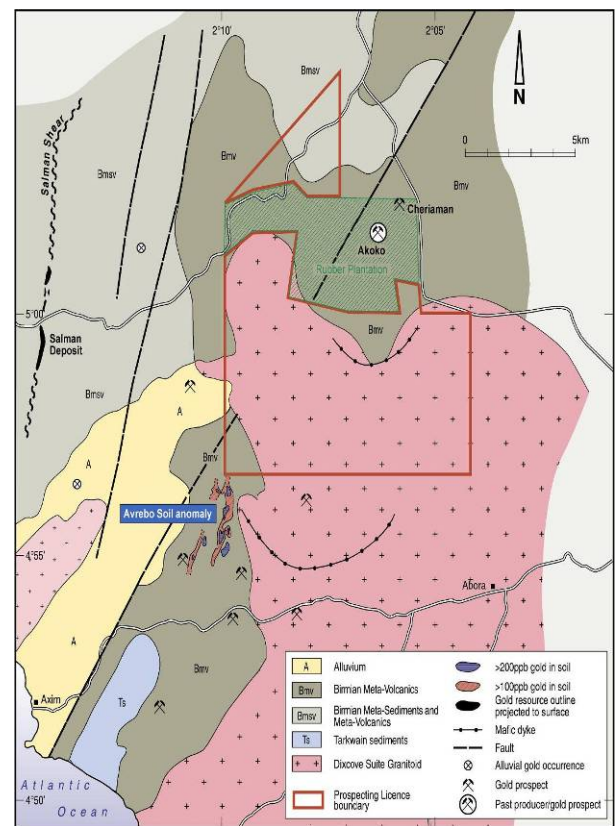 2°10'
2°05'
N
0
5km
Salman Shear
Bmsv
Bmsv
Bmv
Bmv
Cheriaman
Akoko
Rubber Plantation
5°00'
Salman
Deposit
Bmv
Bmsv
A
A
Bmv
Avrebo Soil anomaly
4°55'
Abora
A
Bmv
Axim
Ts
Atlantic
Ocean
4°50'
A
Alluvium
Bmv
Birmian Meta-Volcanics
Bmsv
Birmian Meta-Sediments and
Meta-Volcanics
Ts
Tarkwain sediments
Dixcove Suite Granitoid
Prospecting Licence
boundary
>200ppb gold in soil
>100ppb gold in soil
Gold resource outline
projected to surface
Mafic dyke
Fault
Alluvial gold occurrence
Gold prospect
Past producer/gold prospect